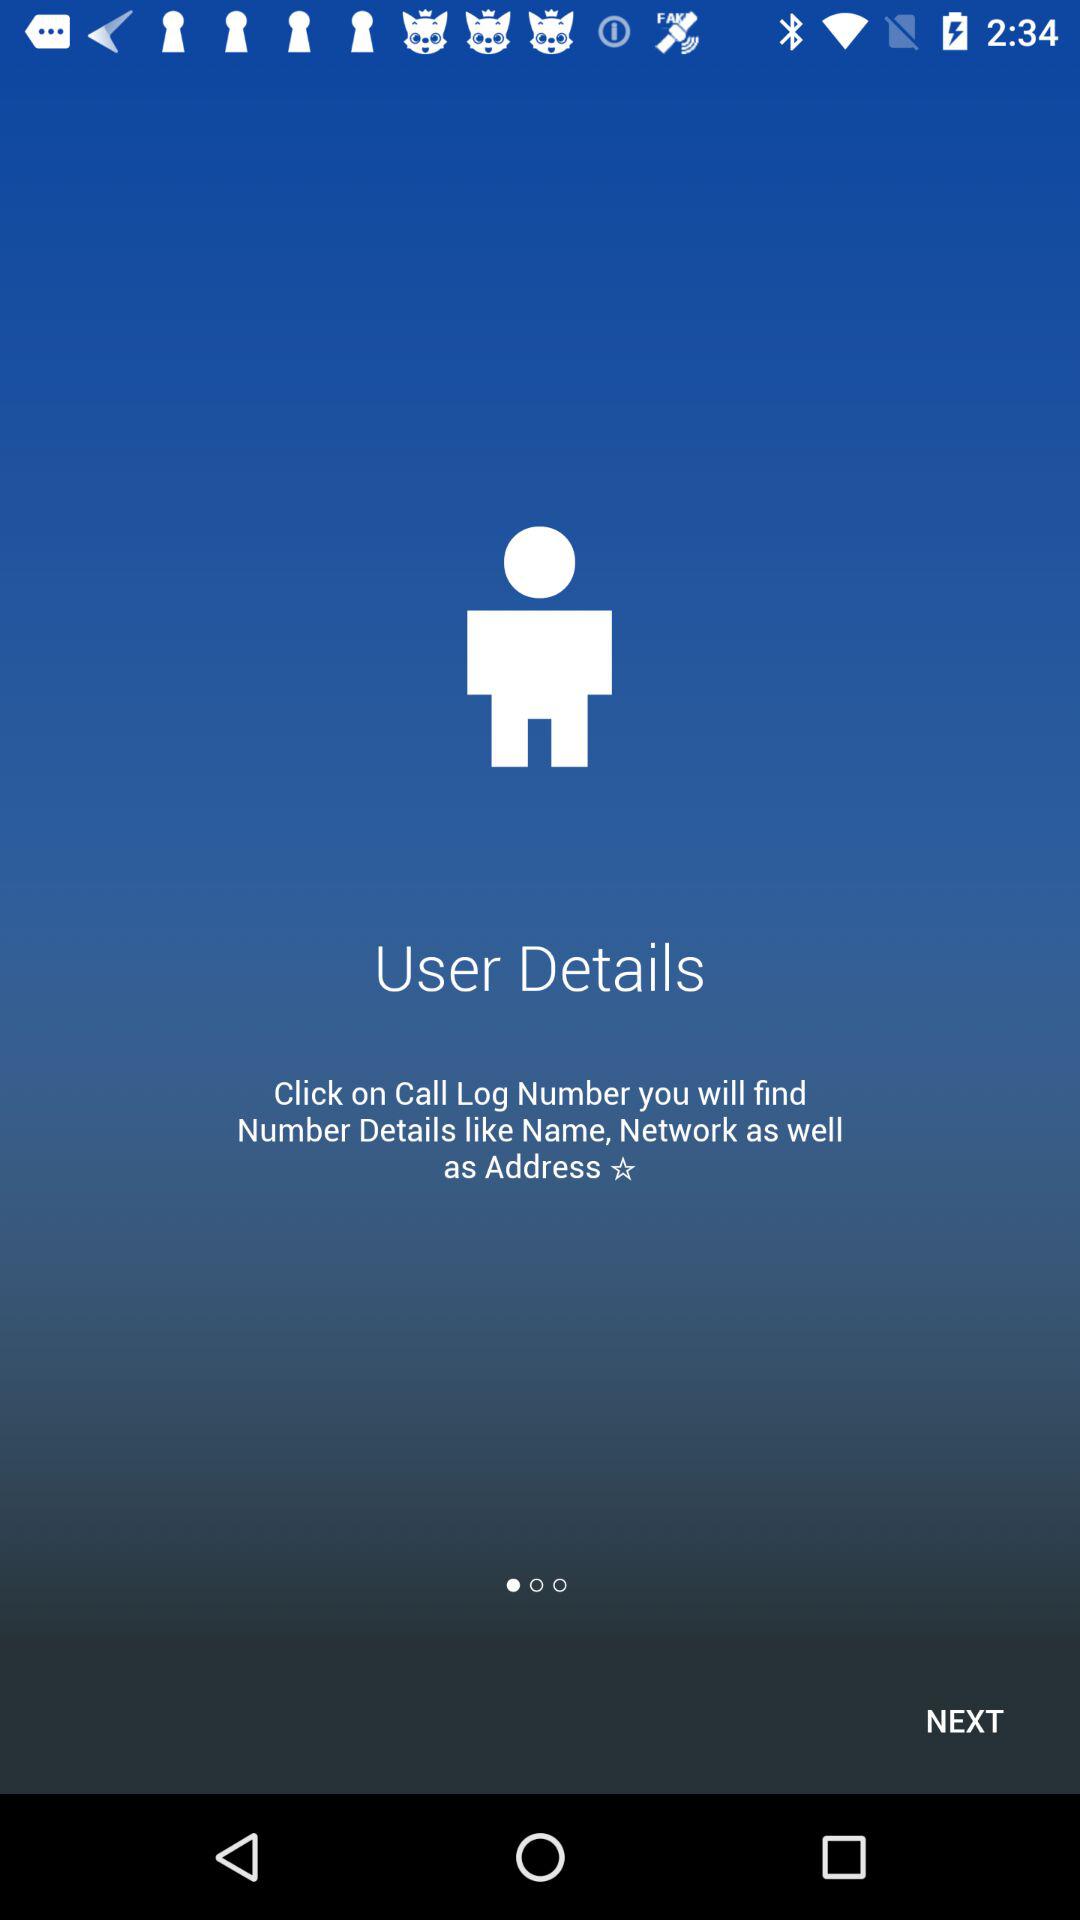 FAKE
2:34
User Details
Click on Call Log Number you will find
Number Details like Name, Network as well
as Address ☆
NEXT